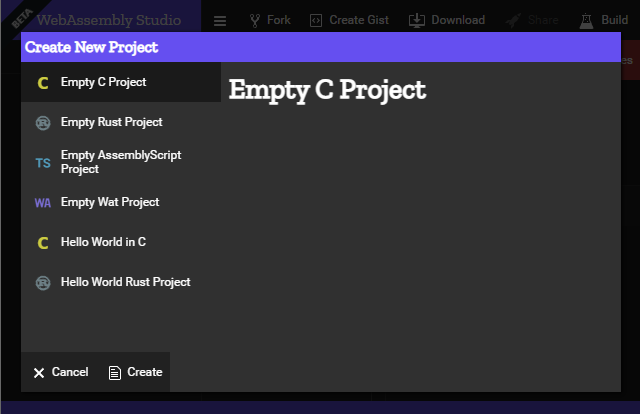 BETA
WebAssembly Studio
Fork
Create Gist
Download
Share
Build
Create New Project
es
C
Empty C Project
Empty C Project
Empty Rust Project
TS
Empty AssemblyScript
Project
WA
Empty Wat Project
C
Hello World in C
Hello World Rust Project
Cancel
Create